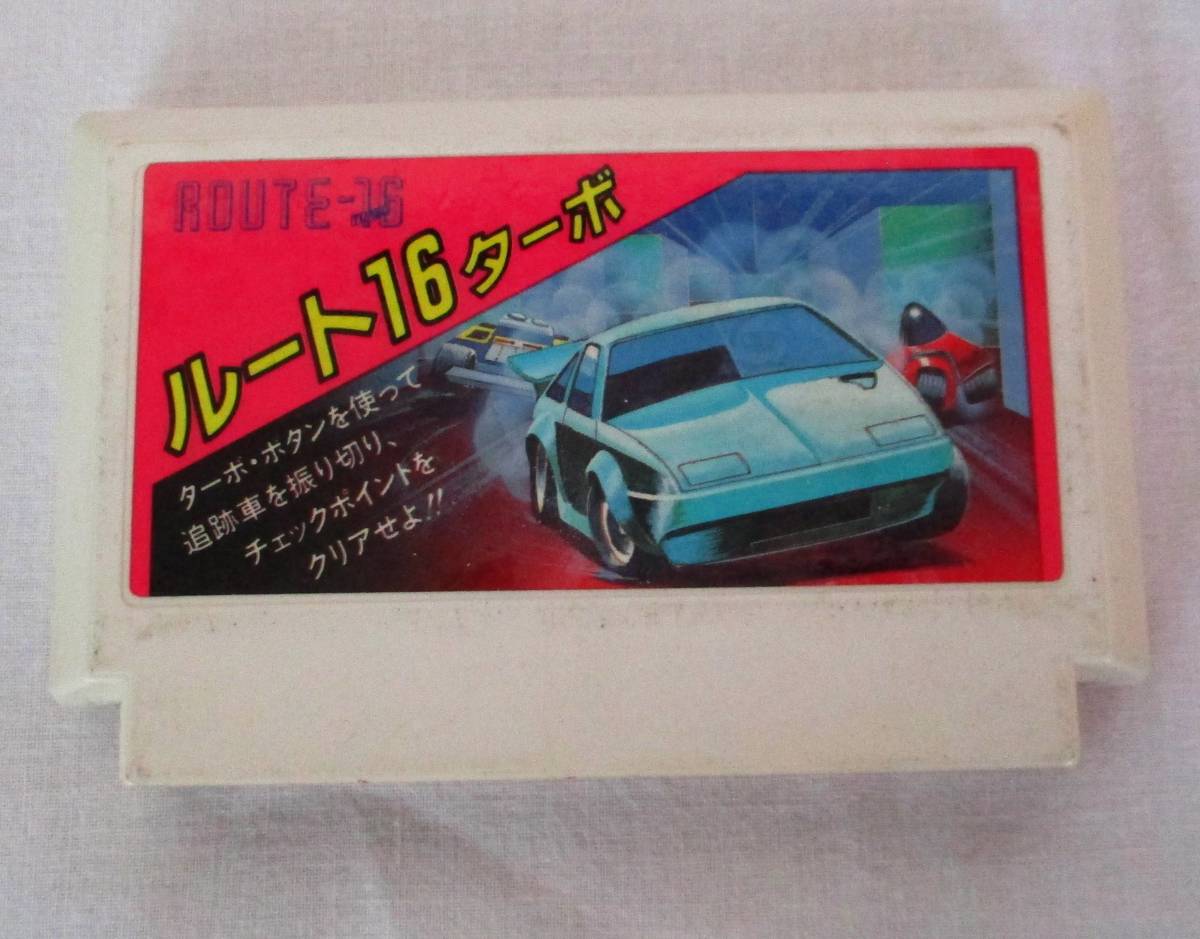 ROUTE-16
turbo
ルート16ターボ
ターボ・ボタンを使って
追跡車を振り切り、
チェックポイントを
クリアせよ!!